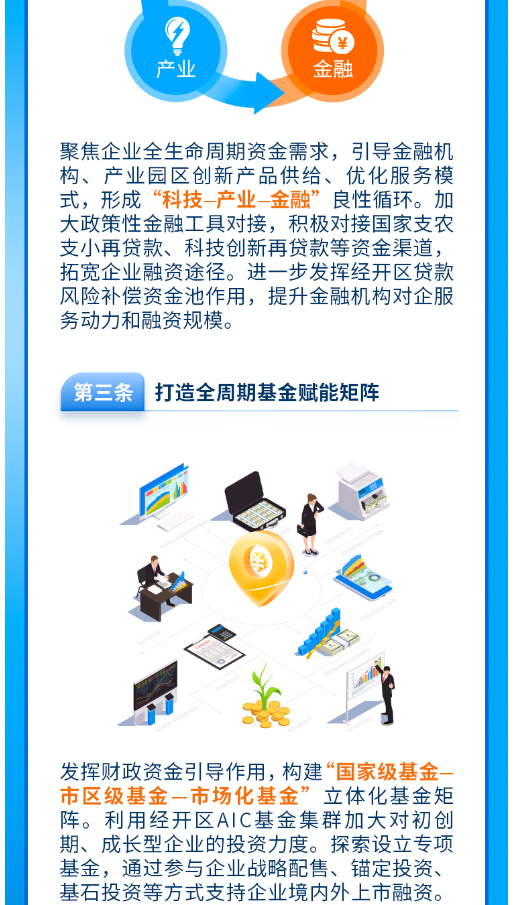 产业
金融
聚焦企业全生命周期资金需求，引导金融机
构、产业园区创新产品供给、优化服务模
式，形成“科技—产业—金融”良性循环。加
大政策性金融工具对接，积极对接国家支农
支小再贷款、科技创新再贷款等资金渠道，
拓宽企业融资途径。进一步发挥经开区贷款
风险补偿资金池作用，提升金融机构对企服
务动力和融资规模。
第三条 打造全周期基金赋能矩阵
发挥财政资金引导作用，构建“国家级基金—
市区级基金—市场化基金”立体化基金矩
阵。利用经开区AIC基金集群加大对初创
期、成长型企业的投资力度。探索设立专项
基金，通过参与企业战略配售、锚定投资、
基石投资等方式支持企业境内外上市融资。